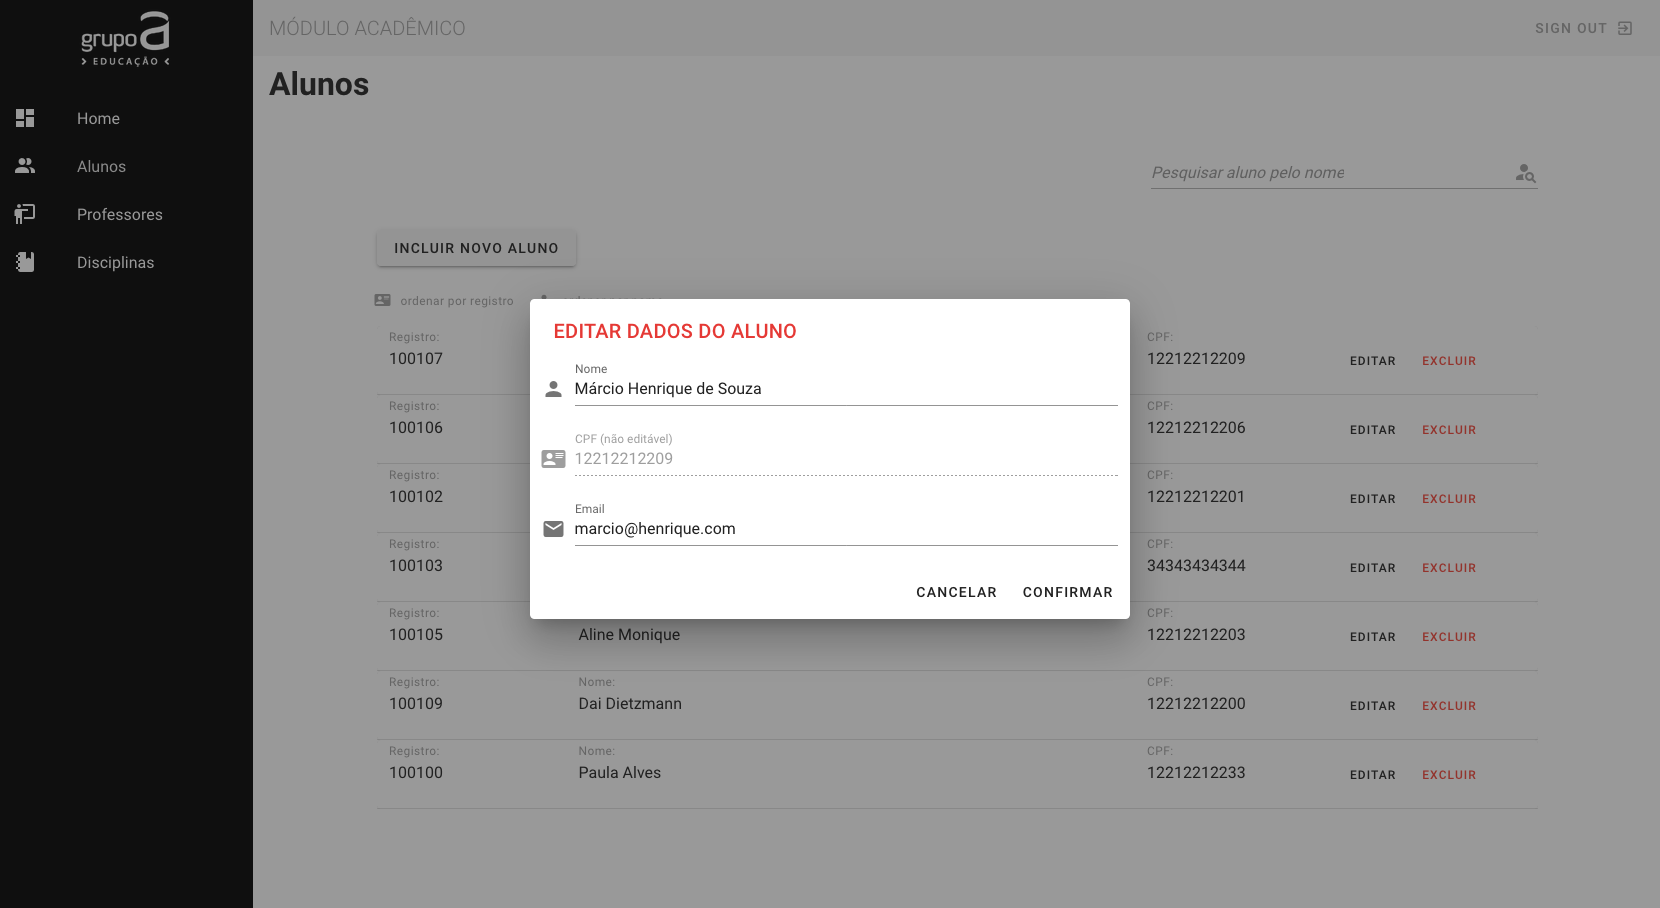 grupo a
EDUCAÇÃO
MÓDULO ACADÊMICO
SIGN OUT
Home
Alunos
Professores
Disciplinas
Alunos
Pesquisar aluno pelo nome
INCLUIR NOVO ALUNO
ordenar por registro
EDITAR DADOS DO ALUNO
Nome
Márcio Henrique de Souza
CPF (não editável)
12212212209
Email
marcio@henrique.com
CANCELAR CONFIRMAR
Registro: CPF:
100107 12212212209 EDITAR EXCLUIR
Registro: CPF:
100106 12212212206 EDITAR EXCLUIR
Registro: CPF:
100102 12212212201 EDITAR EXCLUIR
Registro: CPF:
100103 34343434344 EDITAR EXCLUIR
Registro: CPF:
100105 Aline Monique 12212212203 EDITAR EXCLUIR
Registro: Nome: CPF:
100109 Dai Dietzmann 12212212200 EDITAR EXCLUIR
Registro: Nome: CPF:
100100 Paula Alves 12212212233 EDITAR EXCLUIR